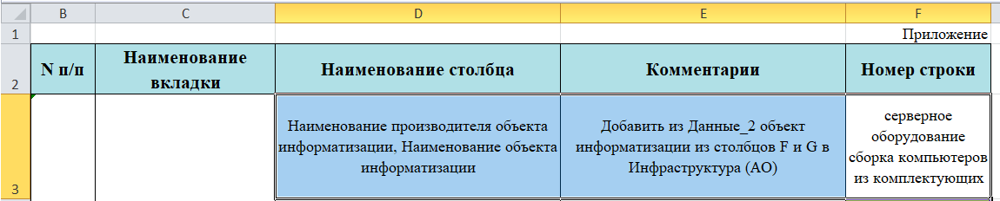 B C D E F
1 Приложение
2 N п/п Наименование вкладки Наименование столбца Комментарии Номер строки
3 Наименование производителя объекта информатизации, Наименование объекта информатизации Добавить из Данные_2 объект информатизации из столбцов F и G в Инфраструктура (АО) серверное оборудование сборка компьютеров из комплектующих